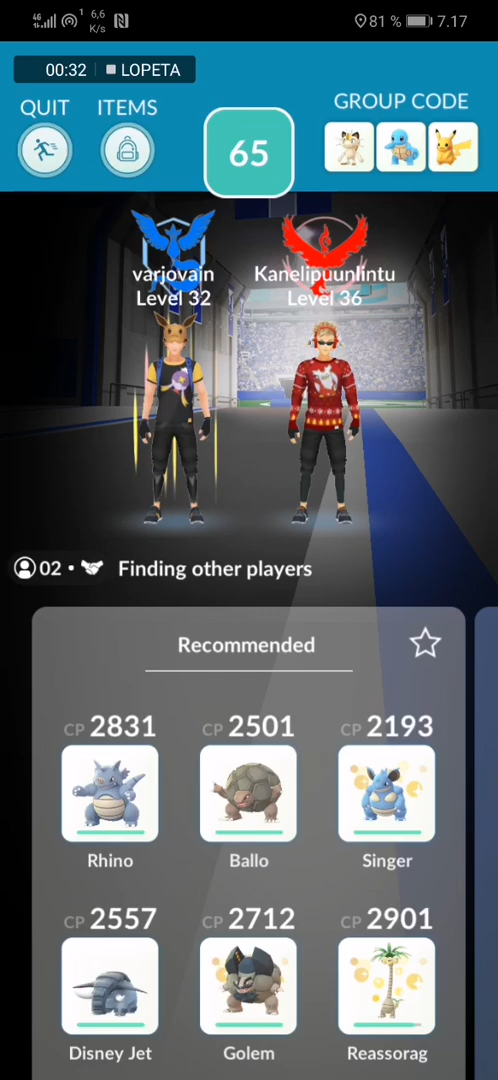 4G 1 6,6 K/s 81 % 7.17
00:32 LOPETA
QUIT ITEMS GROUP CODE
65
varjovain Kanelipuunlintu
Level 32 Level 36
02 • Finding other players
Recommended
CP 2831 CP 2501 CP 2193
Rhino Ballo Singer
CP 2557 CP 2712 CP 2901
Disney Jet Golem Reassorag